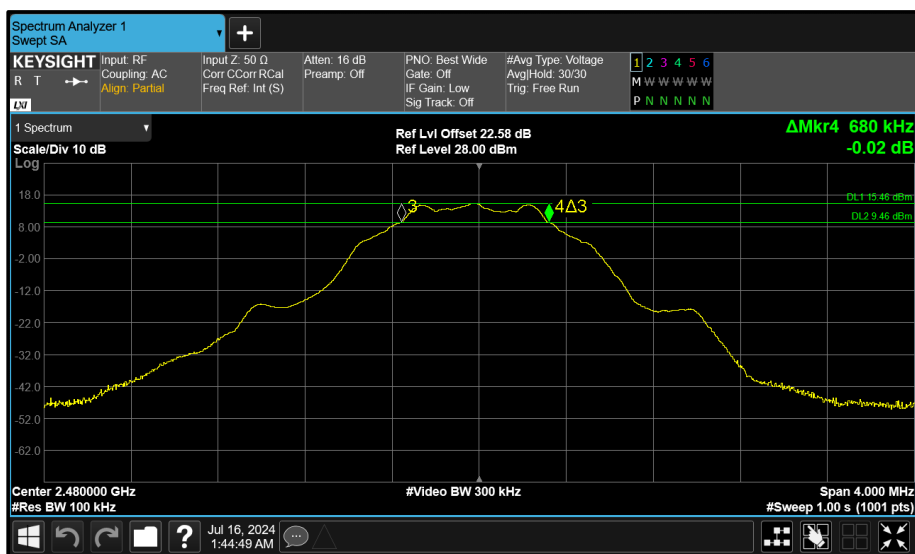 Spectrum Analyzer 1
Swept SA
KEYSIGHT
R T
LXI
Input: RF
Coupling: AC
Align: Partial
Input Z: 50 Ω
Corr CCorr RCal
Freq Ref: Int (S)
Atten: 16 dB
Preamp: Off
PNO: Best Wide
Gate: Off
IF Gain: Low
Sig Track: Off
#Avg Type: Voltage
Avg|Hold: 30/30
Trig: Free Run
1 2 3 4 5 6
M W W W W W
P N N N N N
1 Spectrum
Scale/Div 10 dB
Log
Ref Lvl Offset 22.58 dB
Ref Level 28.00 dBm
ΔMkr4 680 kHz
-0.02 dB
18.0
8.00
-2.00
-12.0
-22.0
-32.0
-42.0
-52.0
-62.0
3
4Δ3
DL1 15.46 dBm
DL2 9.46 dBm
Center 2.480000 GHz
#Res BW 100 kHz
#Video BW 300 kHz
Span 4.000 MHz
#Sweep 1.00 s (1001 pts)
?
Jul 16, 2024
1:44:49 AM